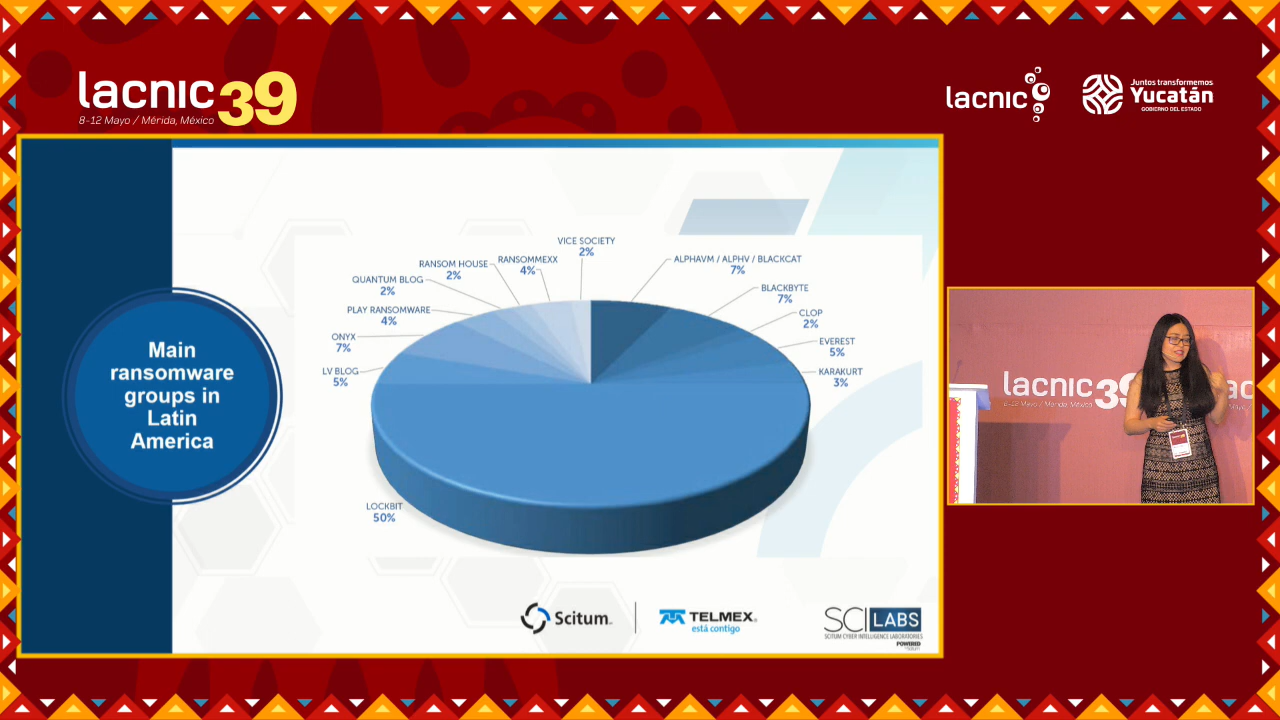 lacnic39
8-12 Mayo / Mérida, México
lacnic
Juntos transformemos
Yucatán
GOBIERNO DEL ESTADO
Main
ransomware
groups in
Latin
America
VICE SOCIETY
2%
RANSOMMEXX
4%
RANSOM HOUSE
2%
QUANTUM BLOG
2%
PLAY RANSOMWARE
4%
ONYX
7%
LV BLOG
5%
LOCKBIT
50%
ALPHAVM / ALPHV / BLACKCAT
7%
BLACKBYTE
7%
CLOP
2%
EVEREST
5%
KARAKURT
3%
Scitum
TELMEX®
está contigo
SCILABS
SCITUM CYBER INTELLIGENCE LABORATORIES
POWERED
lacnic39
8-12 Mayo / Mérida, México